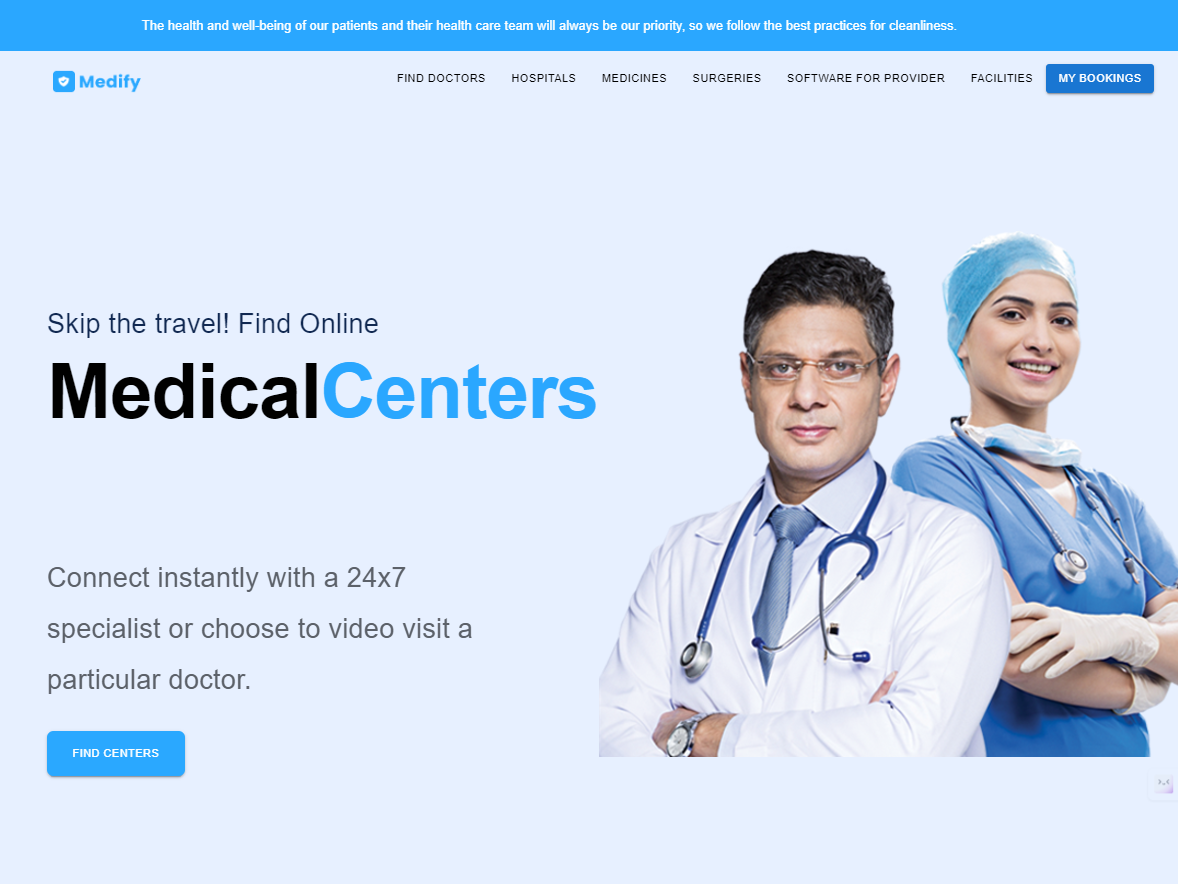 The health and well-being of our patients and their health care team will always be our priority, so we follow the best practices for cleanliness.
Medify
FIND DOCTORS
HOSPITALS
MEDICINES
SURGERIES
SOFTWARE FOR PROVIDER
FACILITIES
MY BOOKINGS
Skip the travel! Find Online
MedicalCenters
Connect instantly with a 24x7
specialist or choose to video visit a
particular doctor.
FIND CENTERS